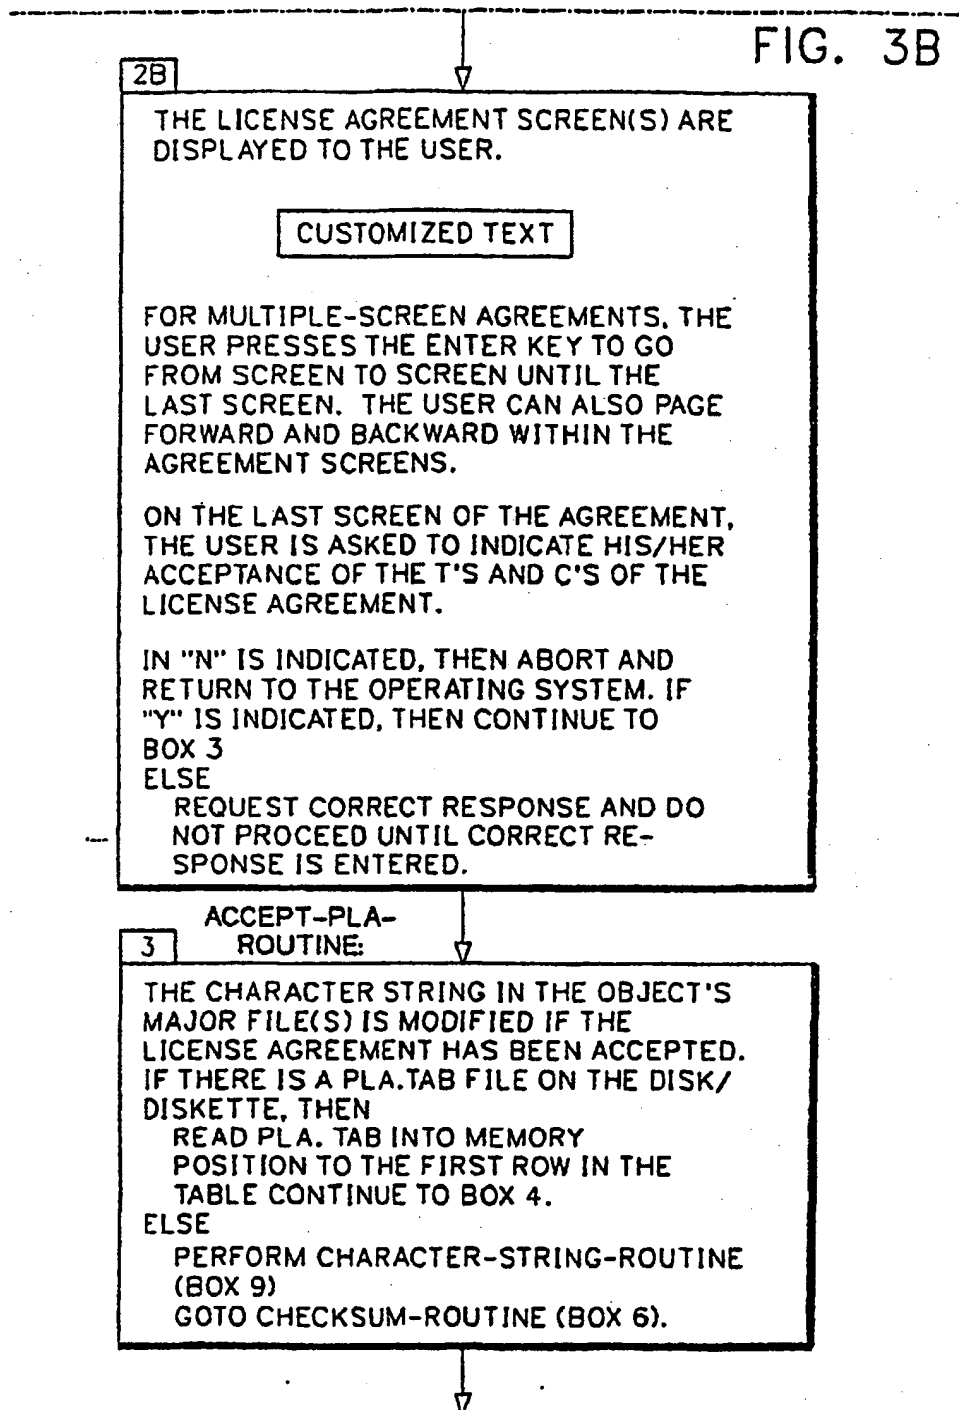 FIG. 3B
2B
THE LICENSE AGREEMENT SCREEN(S) ARE
DISPLAYED TO THE USER.
CUSTOMIZED TEXT
FOR MULTIPLE-SCREEN AGREEMENTS, THE
USER PRESSES THE ENTER KEY TO GO
FROM SCREEN TO SCREEN UNTIL THE
LAST SCREEN. THE USER CAN ALSO PAGE
FORWARD AND BACKWARD WITHIN THE
AGREEMENT SCREENS.
ON THE LAST SCREEN OF THE AGREEMENT,
THE USER IS ASKED TO INDICATE HIS/HER
ACCEPTANCE OF THE T'S AND C'S OF THE
LICENSE AGREEMENT.
IN "N" IS INDICATED, THEN ABORT AND
RETURN TO THE OPERATING SYSTEM. IF
"Y" IS INDICATED, THEN CONTINUE TO
BOX 3
ELSE
REQUEST CORRECT RESPONSE AND DO
NOT PROCEED UNTIL CORRECT RE-
SPONSE IS ENTERED.
ACCEPT-PLA-
ROUTINE:
3
THE CHARACTER STRING IN THE OBJECT'S
MAJOR FILE(S) IS MODIFIED IF THE
LICENSE AGREEMENT HAS BEEN ACCEPTED.
IF THERE IS A PLA.TAB FILE ON THE DISK/
DISKETTE, THEN
READ PLA. TAB INTO MEMORY
POSITION TO THE FIRST ROW IN THE
TABLE CONTINUE TO BOX 4.
ELSE
PERFORM CHARACTER-STRING-ROUTINE
(BOX 9)
GOTO CHECKSUM-ROUTINE (BOX 6).